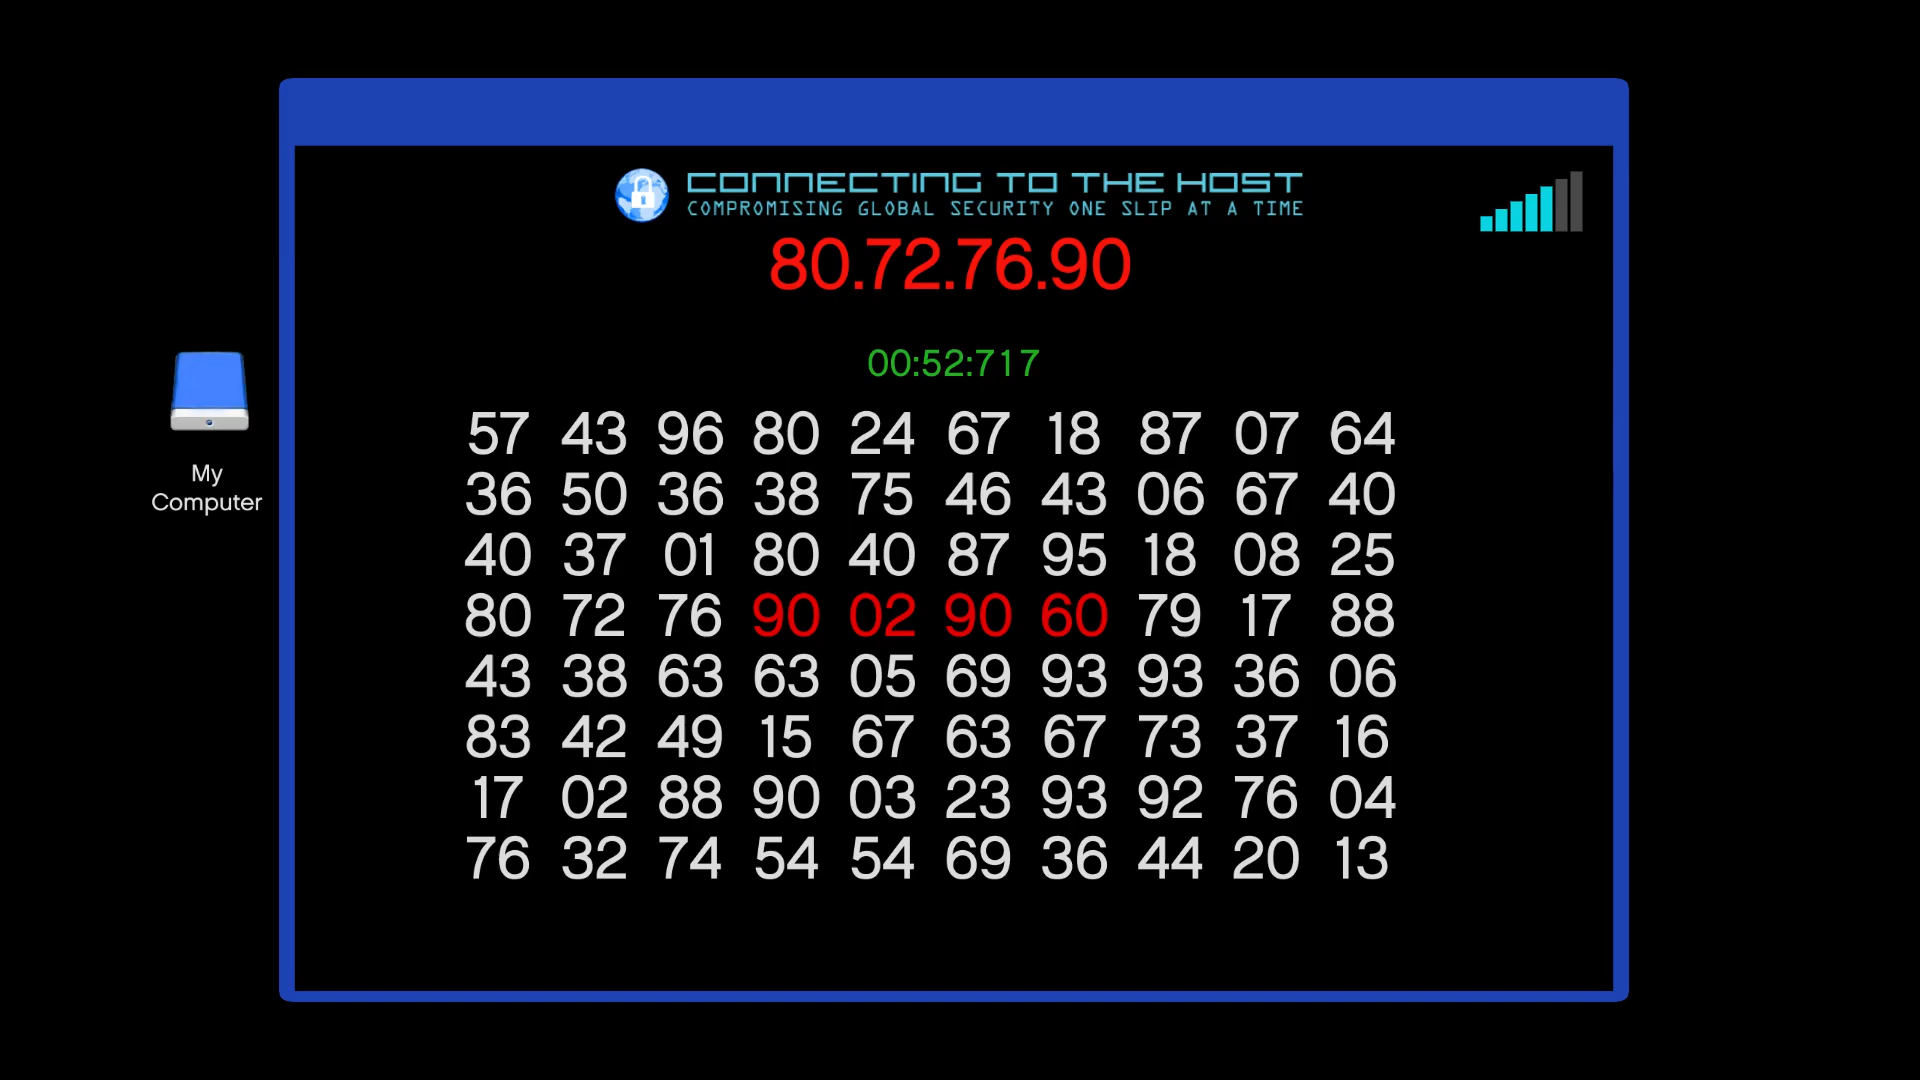 CONNECTING TO THE HOST
COMPROMISING GLOBAL SECURITY ONE SLIP AT A TIME
80.72.76.90
00:52:717
57 43 96 80 24 67 18 87 07 64
36 50 36 38 75 46 43 06 67 40
40 37 01 80 40 87 95 18 08 25
80 72 76 90 02 90 60 79 17 88
43 38 63 63 05 69 93 93 36 06
83 42 49 15 67 63 67 73 37 16
17 02 88 90 03 23 93 92 76 04
76 32 74 54 54 69 36 44 20 13
My
Computer